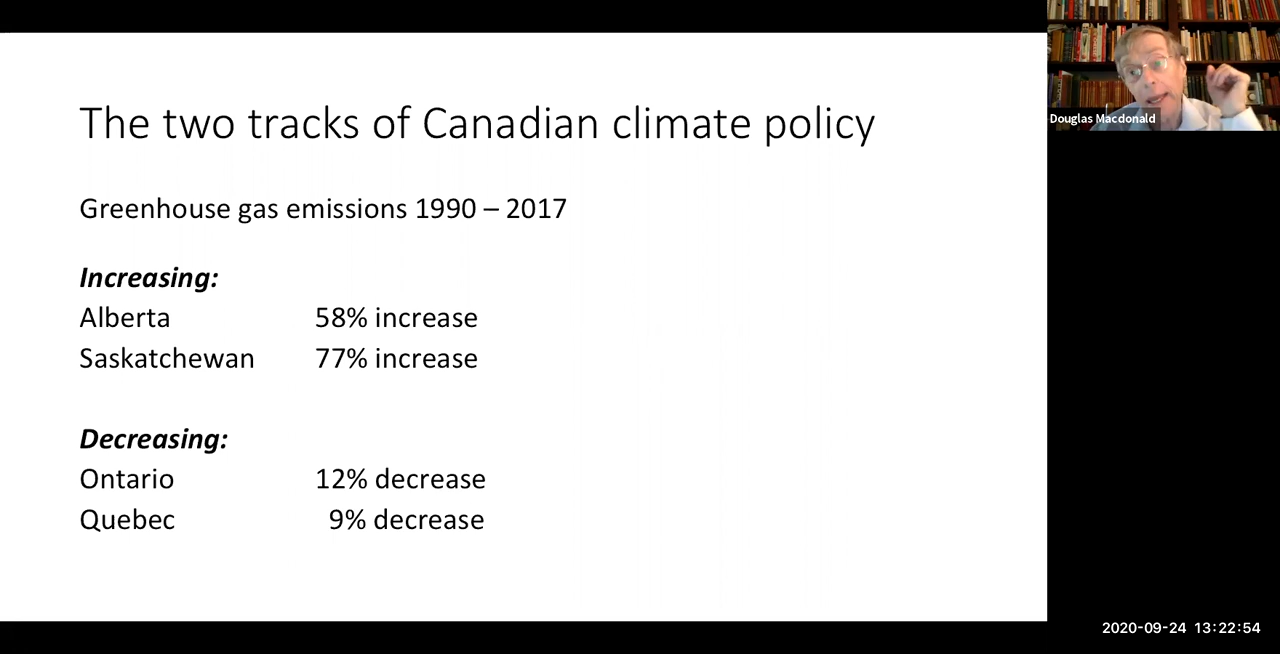 The two tracks of Canadian climate policy
Greenhouse gas emissions 1990 – 2017
Increasing:
Alberta 58% increase
Saskatchewan 77% increase
Decreasing:
Ontario 12% decrease
Quebec 9% decrease
Douglas Macdonald
2020-09-24 13:22:54